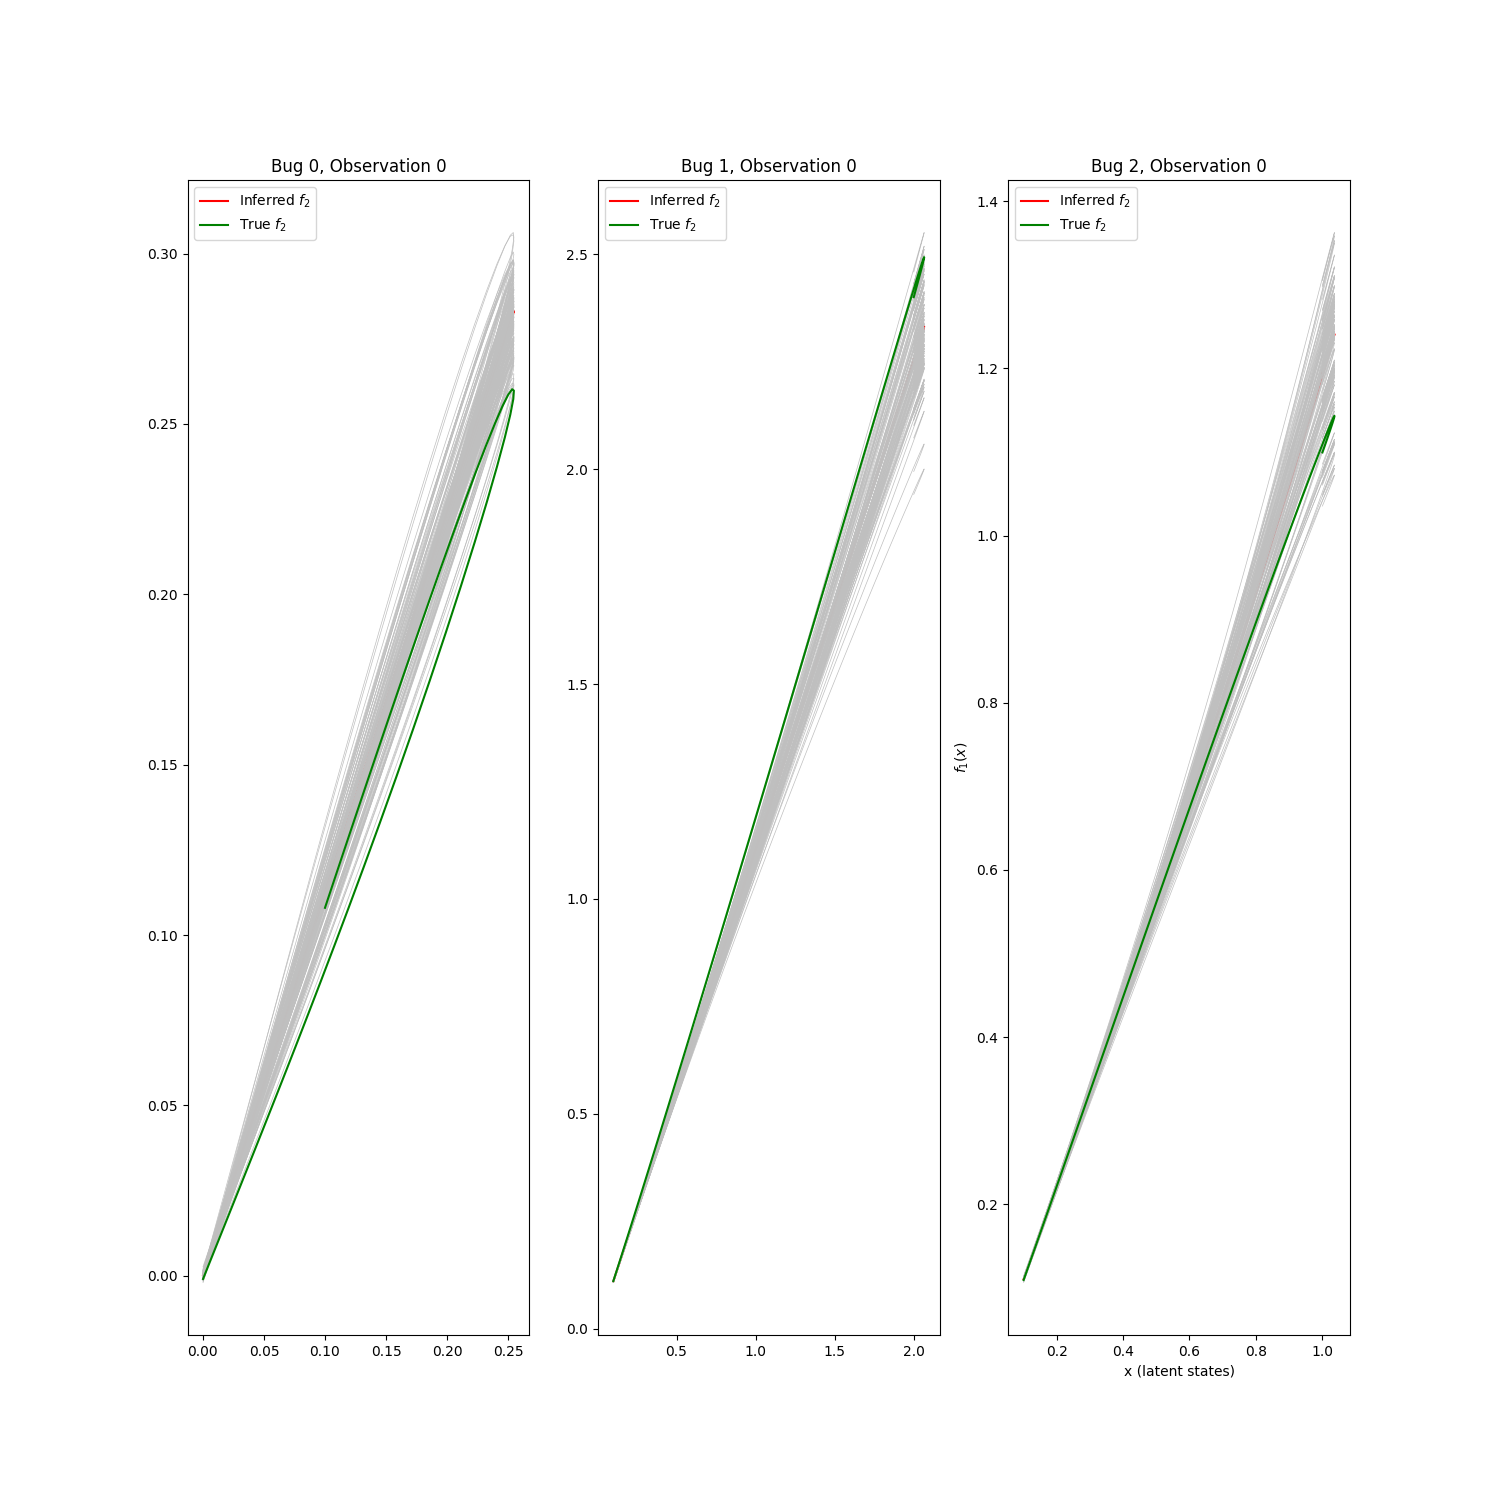 Bug 0, Observation 0
Inferred f₂
True f₂
0.30
0.25
0.20
0.15
0.10
0.05
0.00
0.00 0.05 0.10 0.15 0.20 0.25
Bug 1, Observation 0
Inferred f₂
True f₂
2.5
2.0
1.5
1.0
0.5
0.0
0.5 1.0 1.5 2.0
Bug 2, Observation 0
Inferred f₂
True f₂
f₁(x)
1.4
1.2
1.0
0.8
0.6
0.4
0.2
0.2 0.4 0.6 0.8 1.0
x (latent states)